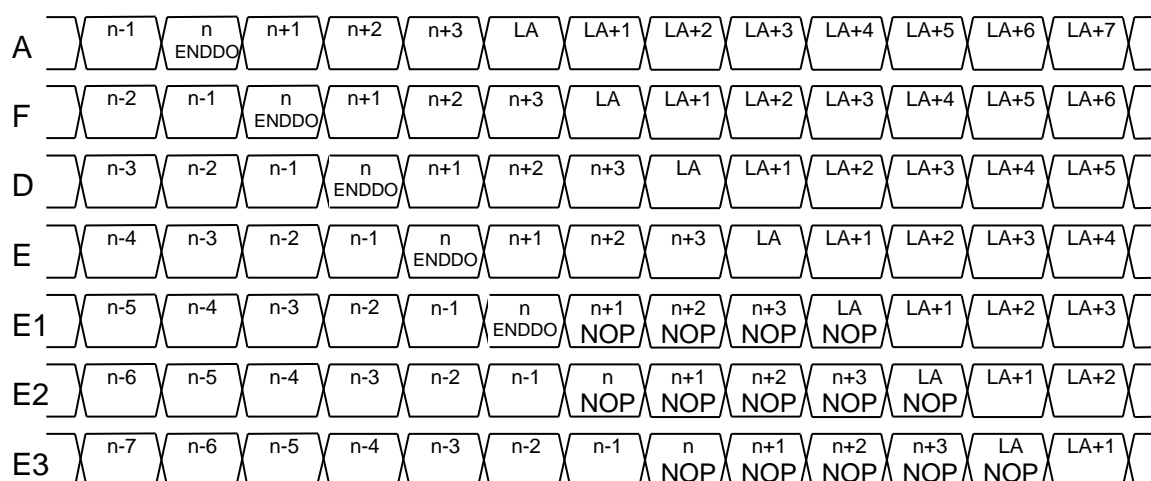 A n-1 n n+1 n+2 n+3 LA LA+1 LA+2 LA+3 LA+4 LA+5 LA+6 LA+7
ENDDO
F n-2 n-1 n n+1 n+2 n+3 LA LA+1 LA+2 LA+3 LA+4 LA+5 LA+6
ENDDO
D n-3 n-2 n-1 n n+1 n+2 n+3 LA LA+1 LA+2 LA+3 LA+4 LA+5
ENDDO
E n-4 n-3 n-2 n-1 n n+1 n+2 n+3 LA LA+1 LA+2 LA+3 LA+4
ENDDO
E1 n-5 n-4 n-3 n-2 n-1 n n+1 n+2 n+3 LA LA+1 LA+2 LA+3
ENDDO NOP NOP NOP NOP
E2 n-6 n-5 n-4 n-3 n-2 n-1 n n+1 n+2 n+3 LA LA+1 LA+2
NOP NOP NOP NOP NOP
E3 n-7 n-6 n-5 n-4 n-3 n-2 n-1 n n+1 n+2 n+3 LA LA+1
NOP NOP NOP NOP NOP